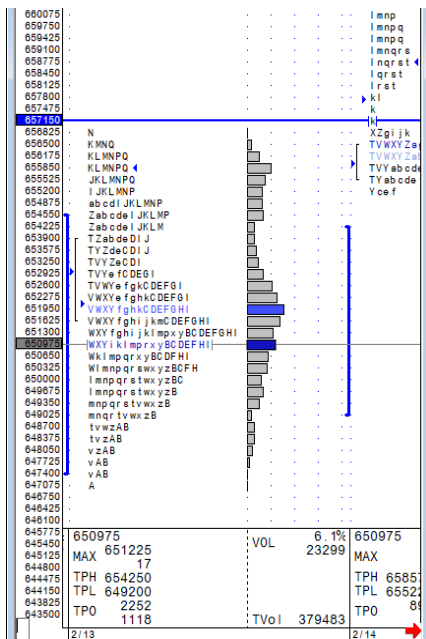 660075 lmnp
659750 lmnpq
659425 lmnpq
659100 lmnqrs
658775 lnqrst
658450 lqrst
658125 lrst
657800 kl
657475 k
657150 k
656825 N XZgijk
656500 KMNQ TVWXYZa
656175 KLMNPQ TVWXYZa
655850 KLMNPQ TVYabcde
655525 JKLMNPQ TYabcde
655200 IJKLMNP Ycef
654875 abcdIJKLMNP
654550 ZabcdeIJKLMP
654225 ZabcdeIJKLM
653900 TZabdeDIJ
653575 TYZdeCDIJ
653250 TVYZeCDI
652925 TVYefCDEGI
652600 TVWYefgkCDEFGI
652275 VWXYefghkCDEFGI
651950 VWXYfghkCDEFGHI
651625 VWXYfghijkmCDEFGHI
651300 WXYfghijklmpxyBCDEFGHI
650975 WXYiklmprxyBCDEFHI
650650 WklmpqrxyBCDFHI
650325 WlmnpqrswxyzBCFH
650000 lmnpqrstwxyzBC
649675 lmnpqrstwxyzB
649350 mnpqrstvwxzB
649025 mnqrtvwxzB
648700 tvwzAB
648375 tvzAB
648050 vzAB
647725 vAB
647400 vAB
647075 A
646750
646425
646100
645775
645450
645125
644800
644475
644150
643825
643500
650975 VOL 6.1% 650975
MAX 651225 23299 MAX
17
TPH 654250 TPH 6585
TPL 649200 TPL 6552
TPO 2252 TPO 8
1118 TVol 379483
2/13 2/14